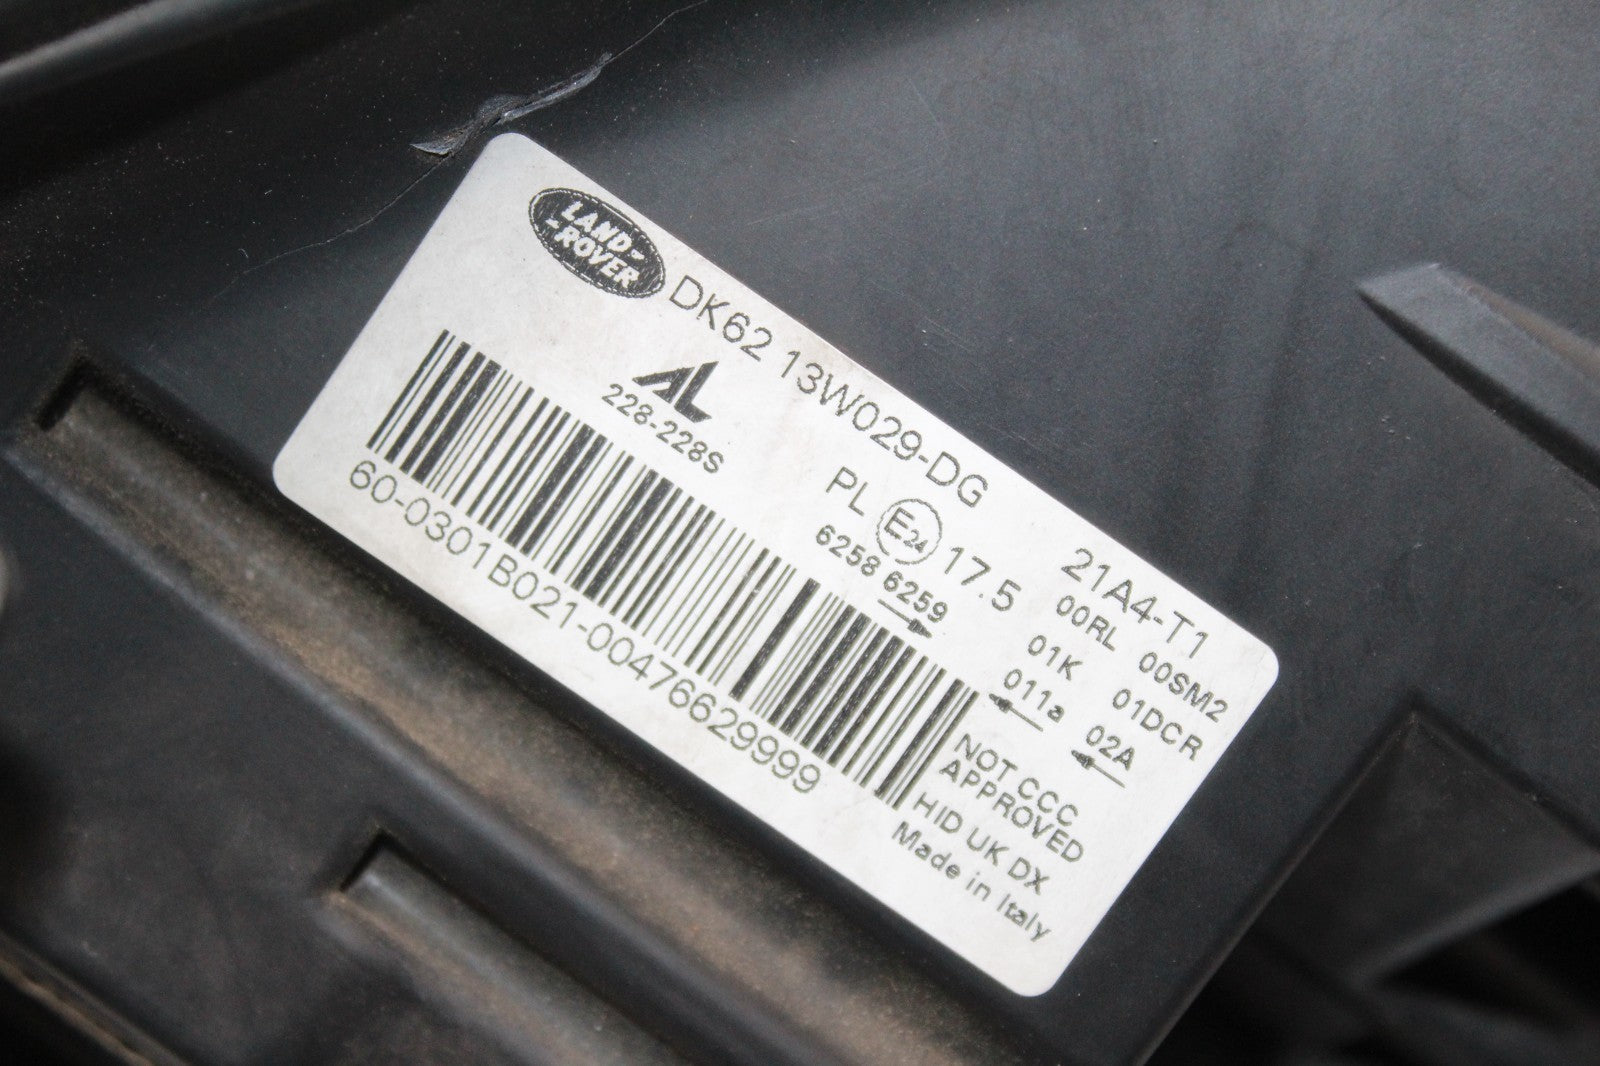 LAND
ROVER
DK62 13W029-DG
21A4-T1
AL
228-228S
PL E24 17.5
6258 6259
00RL 00SM2
01K 01DCR
011a 02A
60-0301B021-00476629999
NOT CCC
APPROVED
HID UK DX
Made in Italy